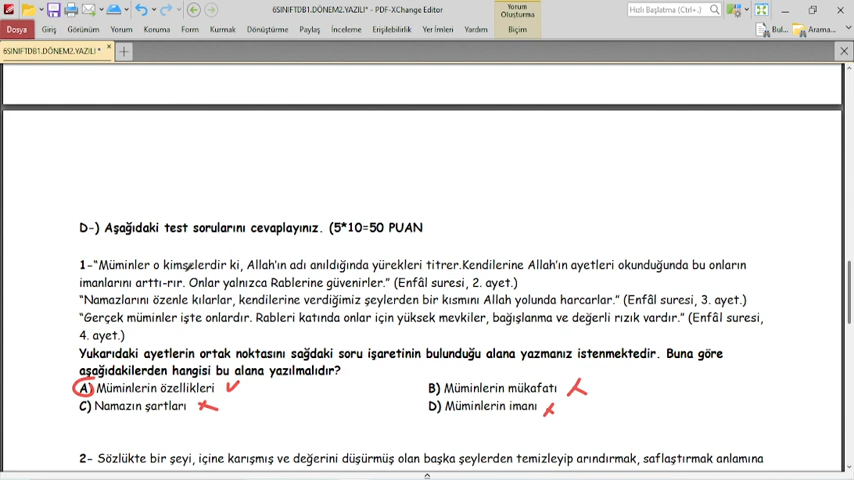 6SINIFTDB1.DÖNEM2.YAZILI* - PDF-XChange Editor
Yorum Oluşturma
Hızlı Başlatma (Ctrl+...)
Dosya Giriş Görünüm Yorum Koruma Form Kurmak Dönüştürme Paylaş İnceleme Erişilebilirlik Yer İmleri Yardım Biçim Bul... Arama...
6SINIFTDB1.DÖNEM2.YAZILI *
D-) Aşağıdaki test sorularını cevaplayınız. (5*10=50 PUAN
1-“Müminler o kimselerdir ki, Allah’ın adı anıldığında yürekleri titrer.Kendilerine Allah’ın ayetleri okunduğunda bu onların
imanlarını arttı-rır. Onlar yalnızca Rablerine güvenirler.” (Enfâl suresi, 2. ayet.)
“Namazlarını özenle kılarlar, kendilerine verdiğimiz şeylerden bir kısmını Allah yolunda harcarlar.” (Enfâl suresi, 3. ayet.)
“Gerçek müminler işte onlardır. Rableri katında onlar için yüksek mevkiler, bağışlanma ve değerli rızık vardır.” (Enfâl suresi,
4. ayet.)
Yukarıdaki ayetlerin ortak noktasını sağdaki soru işaretinin bulunduğu alana yazmanız istenmektedir. Buna göre
aşağıdakilerden hangisi bu alana yazılmalıdır?
A) Müminlerin özellikleri B) Müminlerin mükafatı
C) Namazın şartları D) Müminlerin imanı
2- Sözlükte bir şeyi, içine karışmış ve değerini düşürmüş olan başka şeylerden temizleyip arındırmak, saflaştırmak anlamına